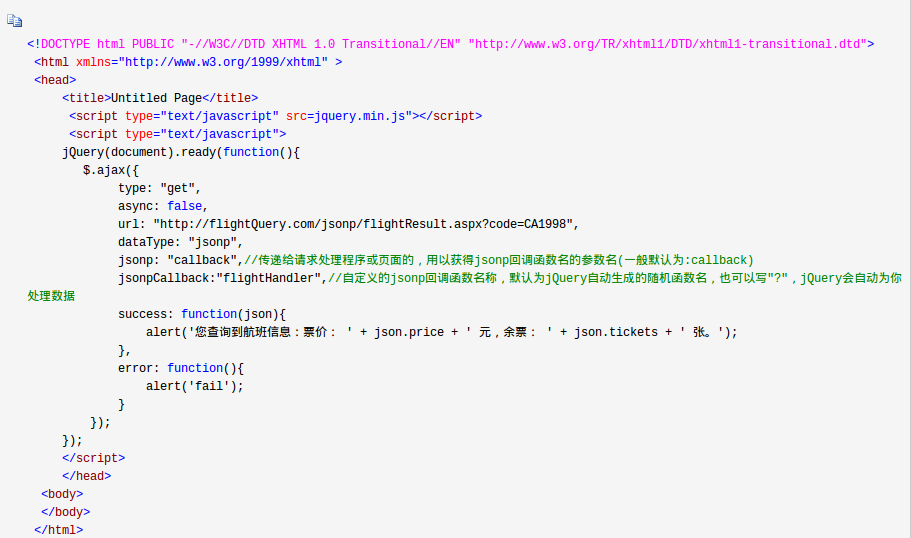 <!DOCTYPE html PUBLIC "-//W3C//DTD XHTML 1.0 Transitional//EN" "http://www.w3.org/TR/xhtml1/DTD/xhtml1-transitional.dtd">
<html xmlns="http://www.w3.org/1999/xhtml" >
<head>
<title>Untitled Page</title>
<script type="text/javascript" src=jquery.min.js"></script>
<script type="text/javascript">
jQuery(document).ready(function(){
$.ajax({
type: "get",
async: false,
url: "http://flightQuery.com/jsonp/flightResult.aspx?code=CA1998",
dataType: "jsonp",
jsonp: "callback",//传递给请求处理程序或页面的，用以获得jsonp回调函数名的参数名(一般默认为:callback)
jsonpCallback:"flightHandler",//自定义的jsonp回调函数名称，默认为jQuery自动生成的随机函数名，也可以写"?"，jQuery会自动为你
处理数据
success: function(json){
alert('您查询到航班信息：票价： ' + json.price + ' 元，余票： ' + json.tickets + ' 张。');
},
error: function(){
alert('fail');
}
});
});
</script>
</head>
<body>
</body>
</html>